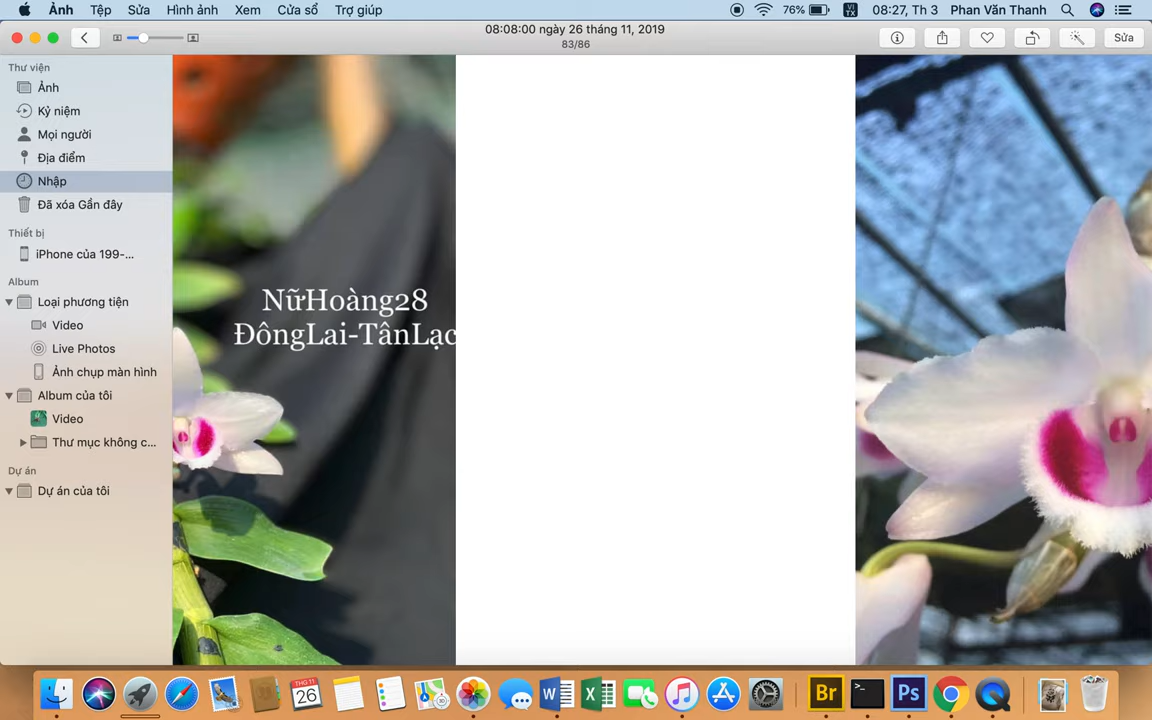 Ảnh Tệp Sửa Hình ảnh Xem Cửa sổ Trợ giúp 76% VI TX 08:27, Th 3 Phan Văn Thanh
08:08:00 ngày 26 tháng 11, 2019
83/86
Sửa
Thư viện
Ảnh
Kỷ niệm
Mọi người
Địa điểm
Nhập
Đã xóa Gần đây
Thiết bị
iPhone của 199-...
Album
Loại phương tiện
Video
Live Photos
Ảnh chụp màn hình
Album của tôi
Video
Thư mục không c...
Dự án
Dự án của tôi
NữHoàng28
ĐôngLai-TânLạc
THG 11
26
W
X
Br
>_
Ps